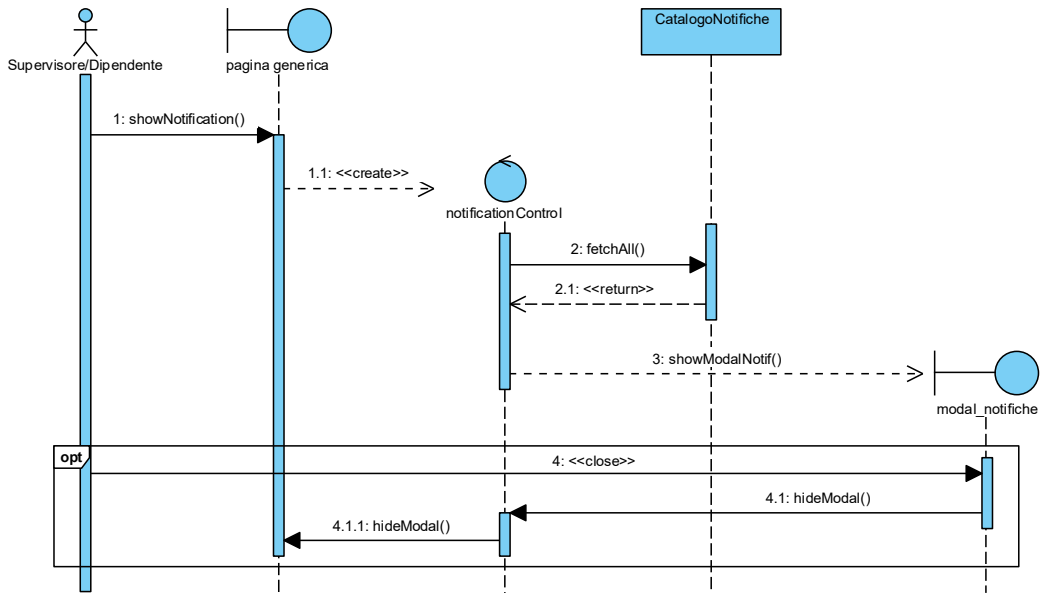 CatalogoNotifiche
Supervisore/Dipendente
pagina generica
1: showNotification()
1.1: <<create>>
notificationControl
2: fetchAll()
2.1: <<return>>
3: showModalNotif()
modal_notifiche
opt
4: <<close>>
4.1: hideModal()
4.1.1: hideModal()